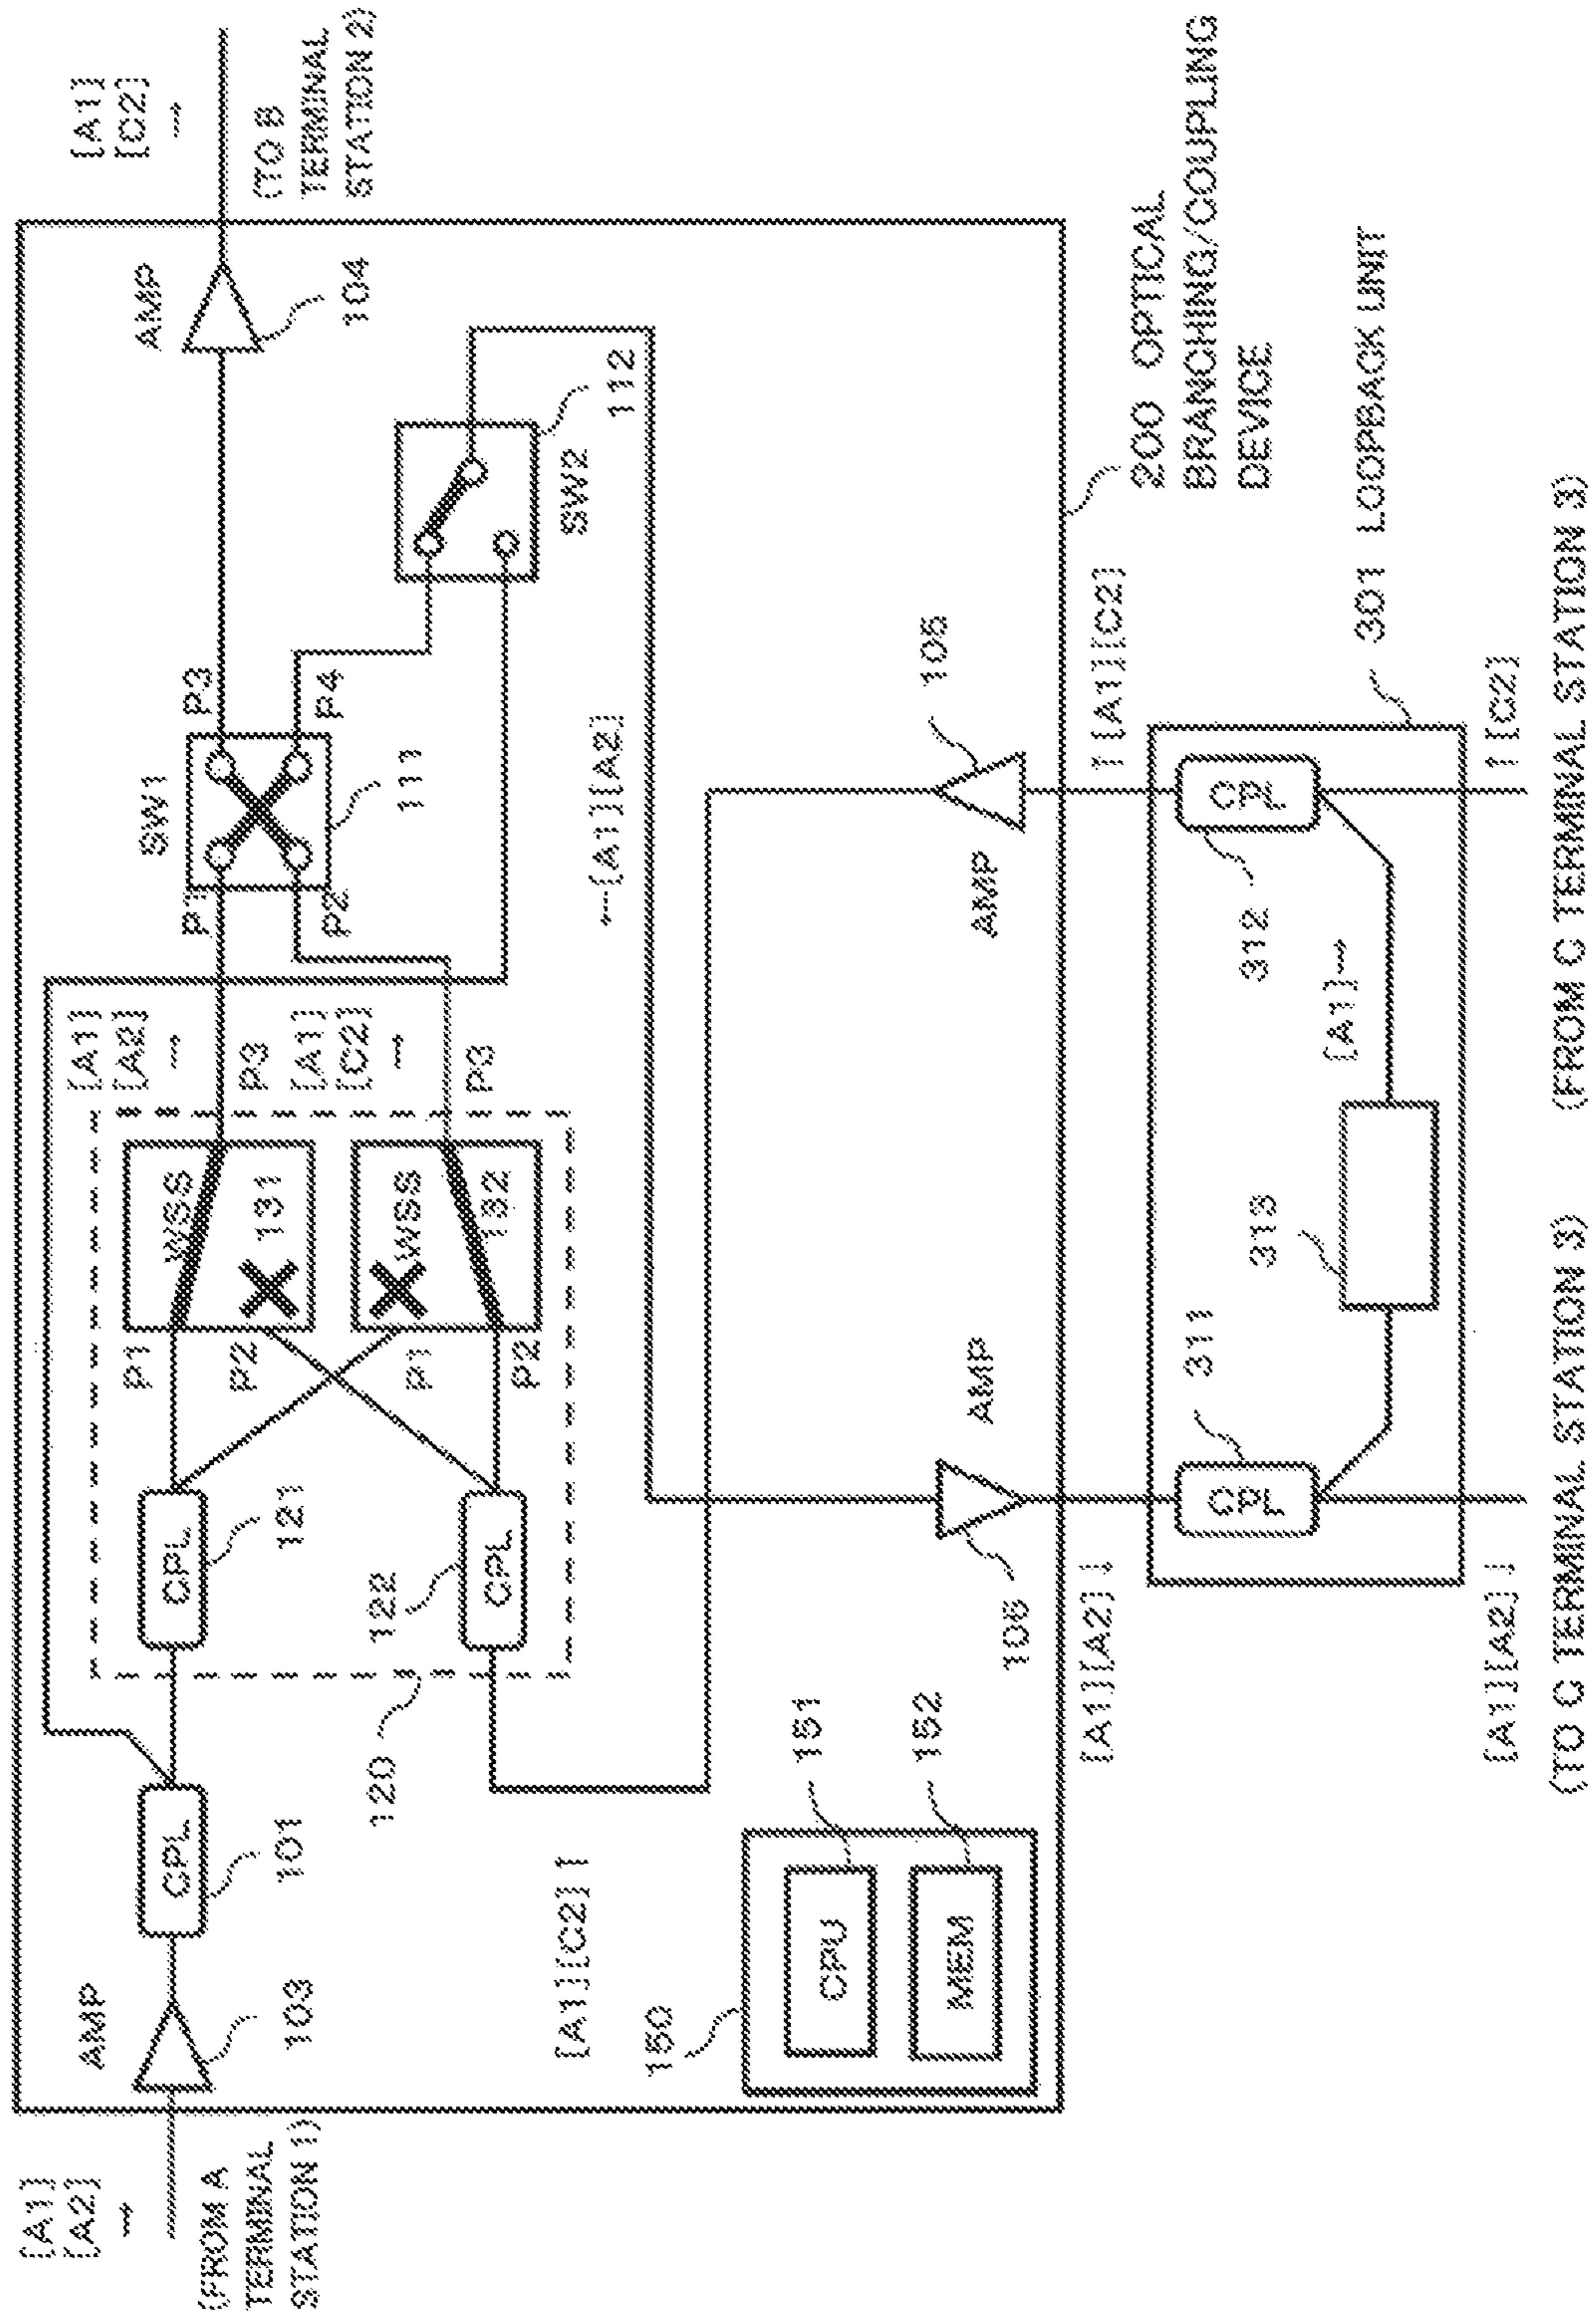 [A1]
[A2]
→
(FROM A
TERMINAL
STATION 1)
AMP
103
CPL
101
120
CPL
121
122
CPL
P1
P2
P1
P2
WSS
131
WSS
132
[A1]
[A2]
→
P3
[A1]
[C2]
→
P3
SW1
P1
P2
P3
P4
111
SW2
112
AMP
104
[A1]
[C2]
→
(TO B
TERMINAL
STATION 2)
←[A1][A2]
[A1][C2] ↑
150
CPU
151
MEM
152
AMP
106
AMP
105
200 OPTICAL
BRANCHING/COUPLING
DEVICE
[A1][A2] ↓
↑ [A1][C2]
301 LOOPBACK UNIT
CPL
311
313
[A1]→
CPL
312
[A1][A2] ↓
↑ [C2]
(TO C TERMINAL STATION 3)
(FROM C TERMINAL STATION 3)